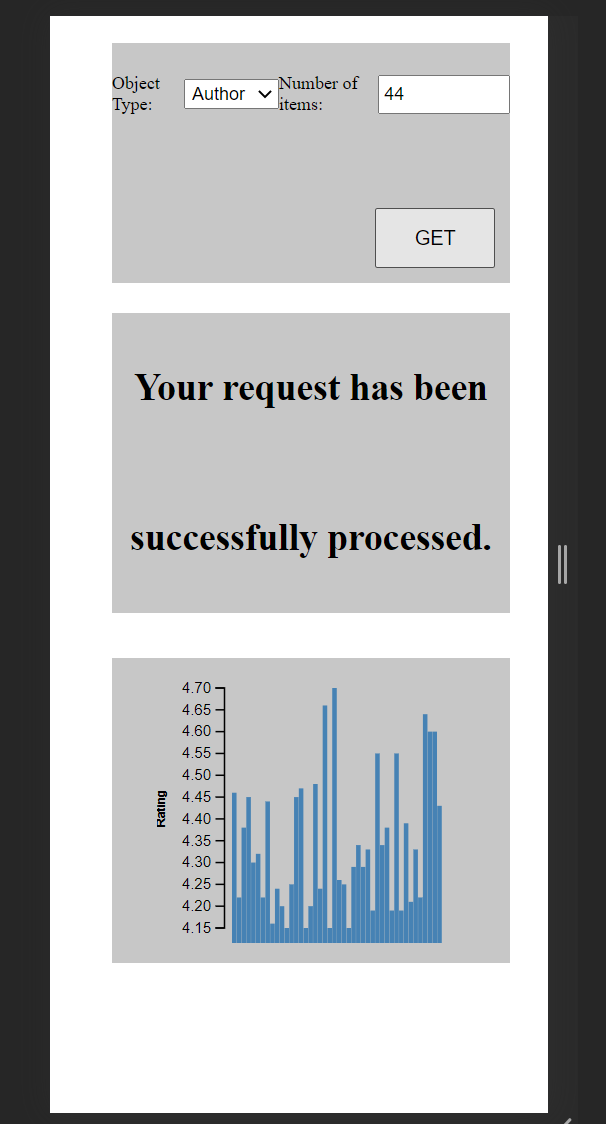 Object Type:
Author
Number of items:
44
GET
Your request has been
successfully processed.
4.70
4.65
4.60
4.55
4.50
4.45
4.40
4.35
4.30
4.25
4.20
4.15
Rating